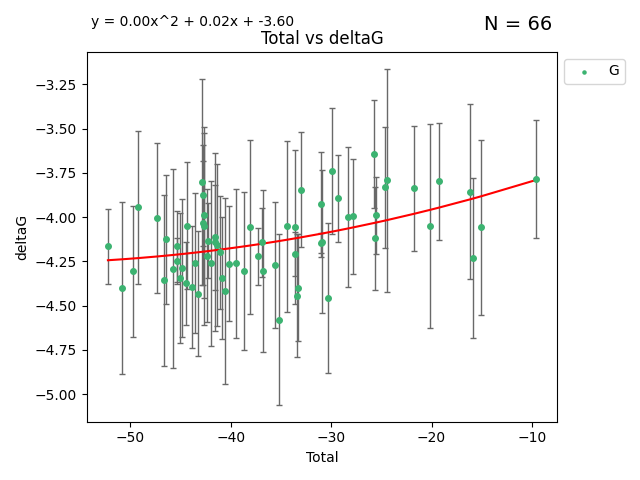 y = 0.00x^2 + 0.02x + -3.60
N = 66
Total vs deltaG
G
−3.25
−3.50
−3.75
−4.00
−4.25
−4.50
−4.75
−5.00
deltaG
−50 −40 −30 −20 −10
Total